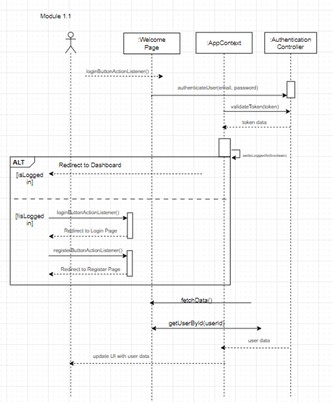 Module 1.1
:Welcome
Page
:AppContext
:Authentication
Controller
loginButtonActionListener()
authenticateUser(email, password)
validateToken(token)
token data
ALT
Redirect to Dashboard
[isLogged
in]
[!isLogged
in]
loginButtonActionListener()
Redirect to Login Page
registerButtonActionListener()
Redirect to Register Page
fetchData()
getUserById(userid)
user data
update UI with user data